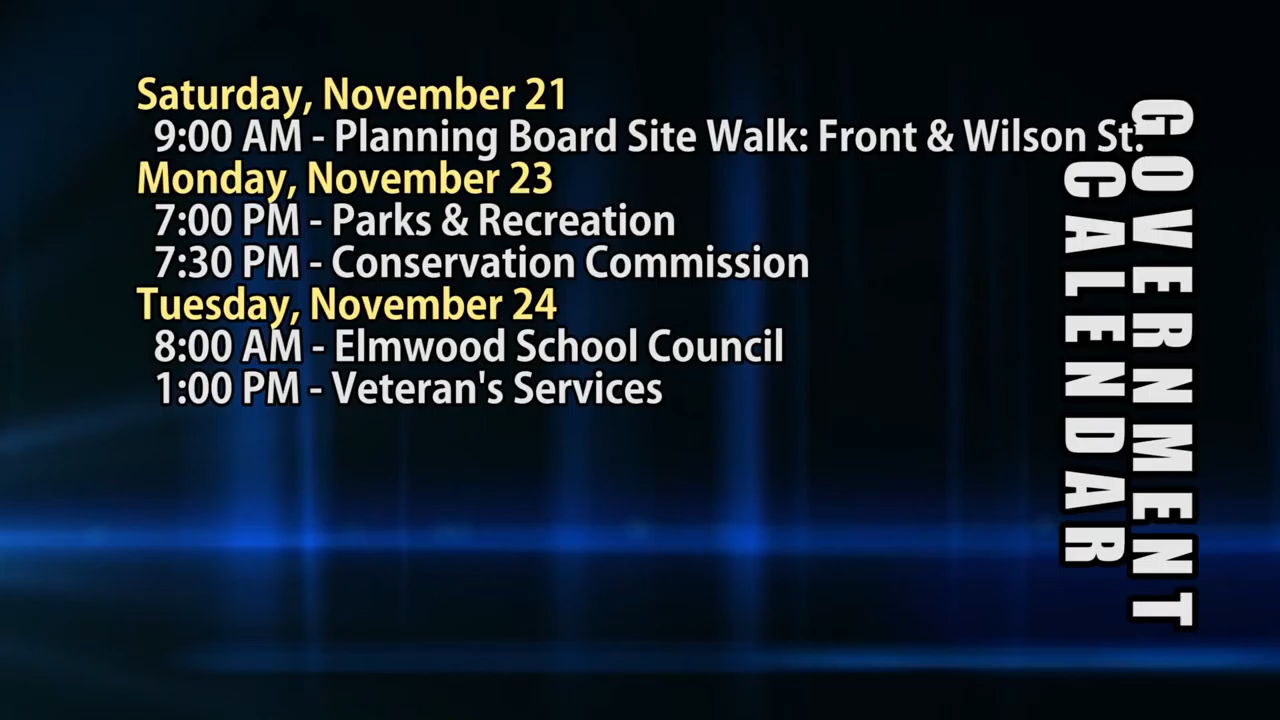 Saturday, November 21
9:00 AM - Planning Board Site Walk: Front & Wilson St.
Monday, November 23
7:00 PM - Parks & Recreation
7:30 PM - Conservation Commission
Tuesday, November 24
8:00 AM - Elmwood School Council
1:00 PM - Veteran's Services
GOVERNMENT
CALENDAR